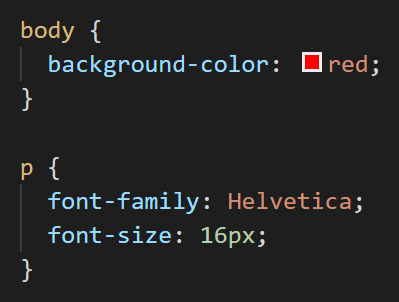 body {
  background-color: red;
}

p {
  font-family: Helvetica;
  font-size: 16px;
}